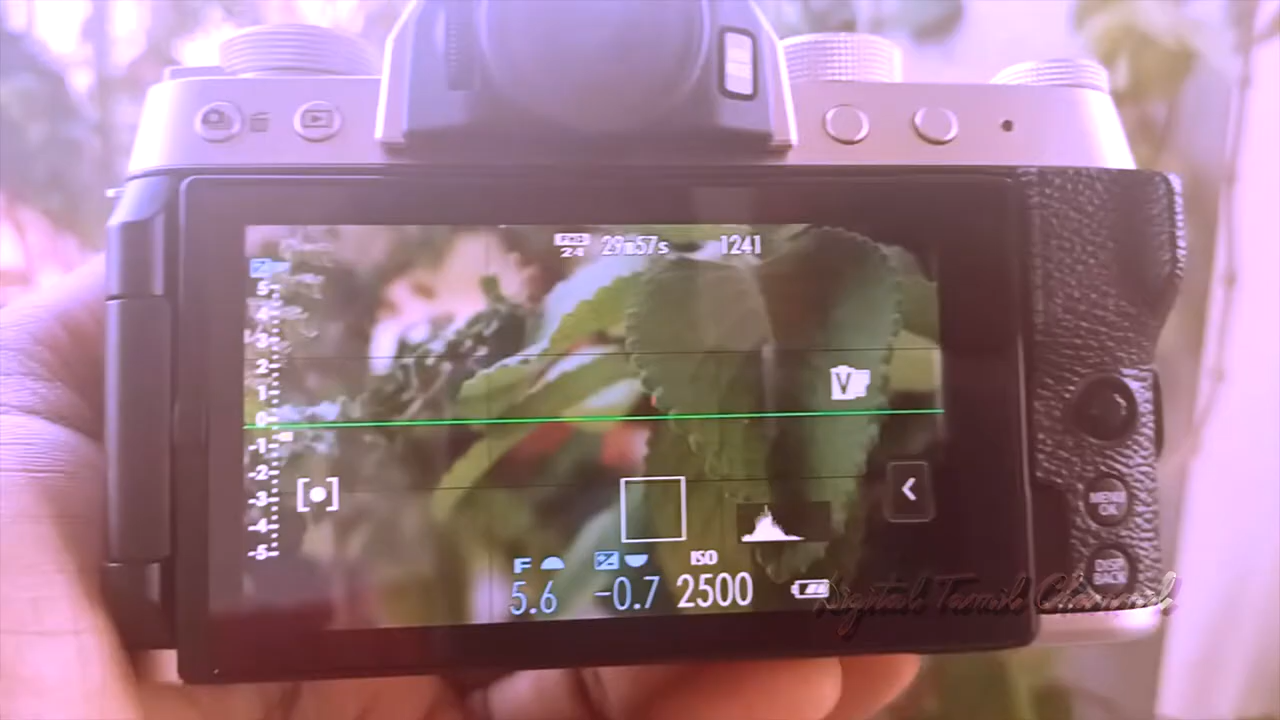 FHD 24 29m57s 1241
5
4
3
2
1
0
-1
-2
-3
-4
-5
V
F
ISO
5.6 -0.7 2500
MENU OK
DISP BACK
Digital Tamil Channel